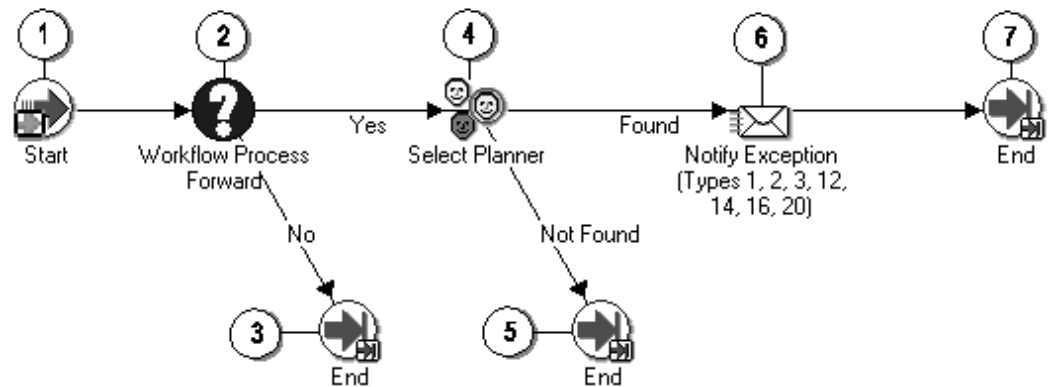 1
2
4
6
7
Yes
Found
Start
Workflow Process
Forward
Select Planner
Notify Exception
(Types 1, 2, 3, 12,
14, 16, 20)
End
No
Not Found
3
5
End
End